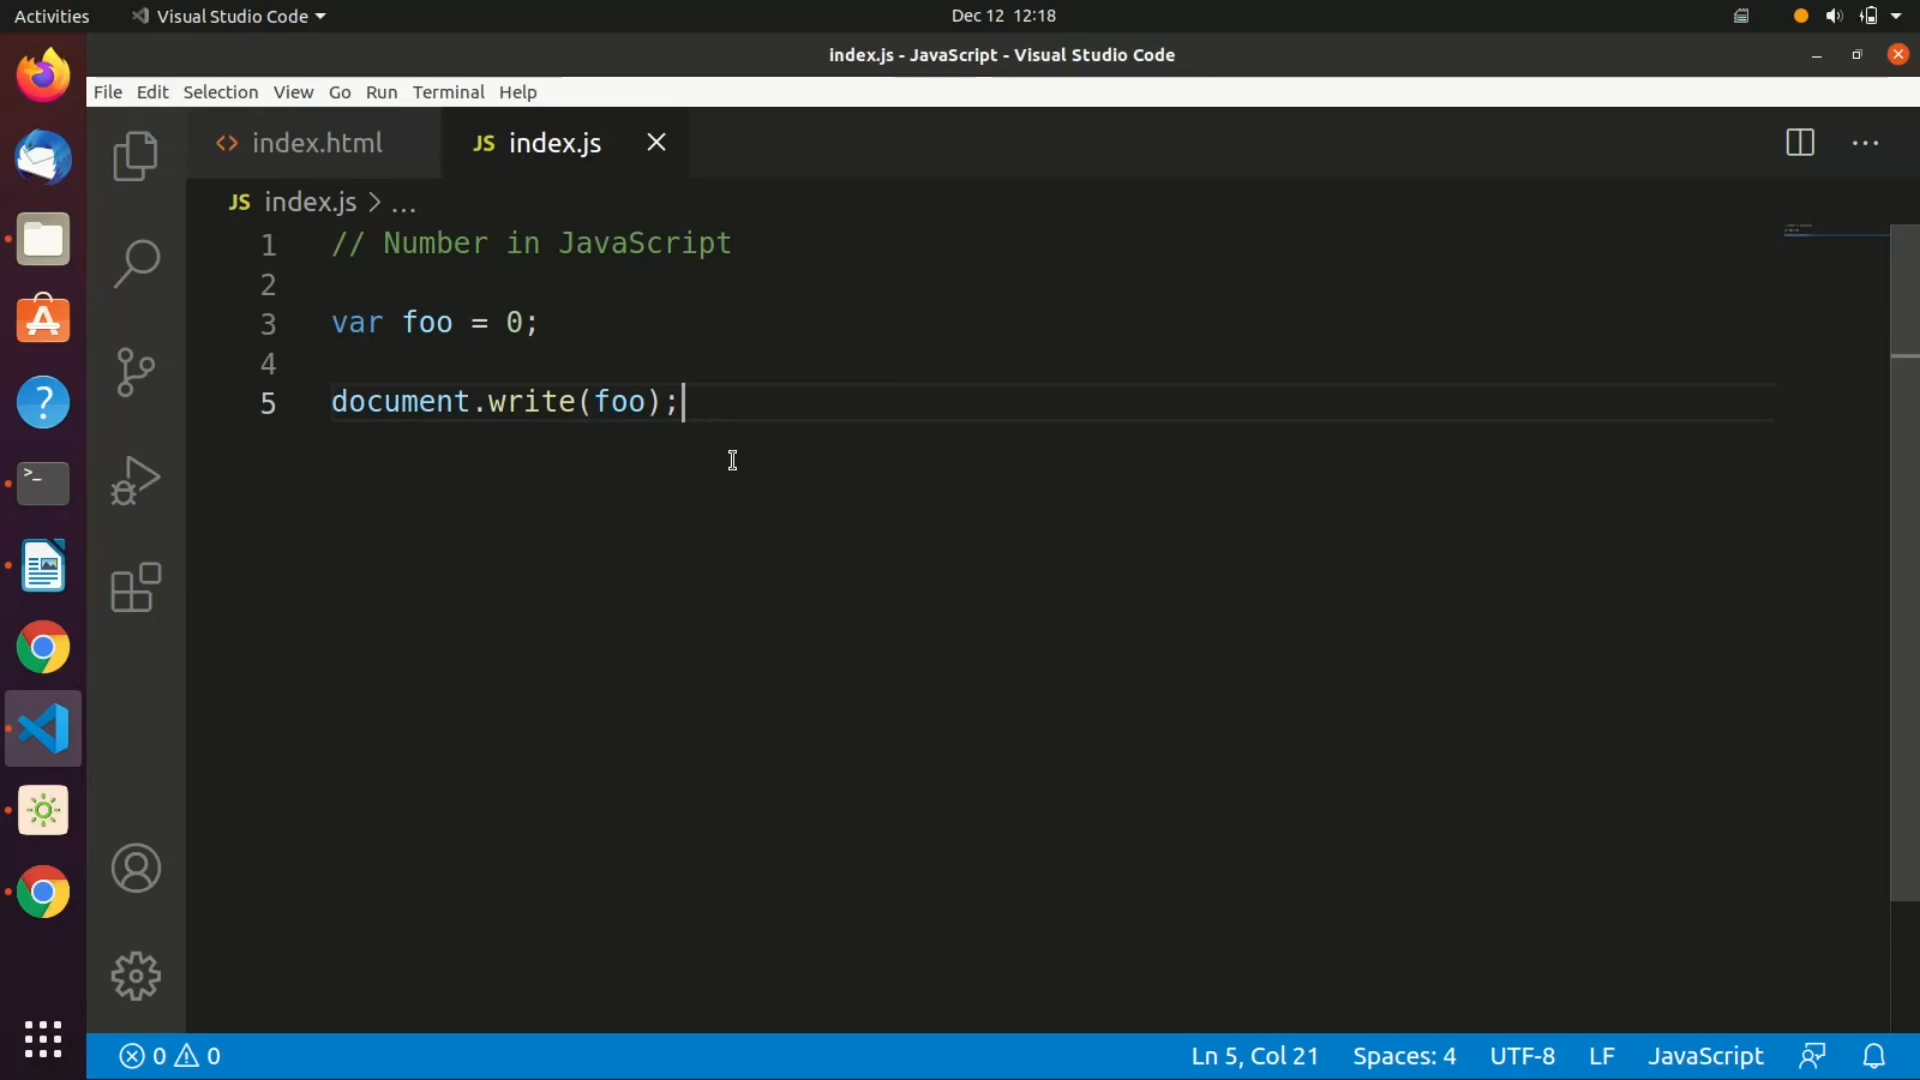 Activities
Visual Studio Code
Dec 12 12:18
index.js - JavaScript - Visual Studio Code
File Edit Selection View Go Run Terminal Help
<> index.html
JS index.js
JS index.js > ...
1 // Number in JavaScript
2
3 var foo = 0;
4
5 document.write(foo);
0 0
Ln 5, Col 21
Spaces: 4
UTF-8
LF
JavaScript